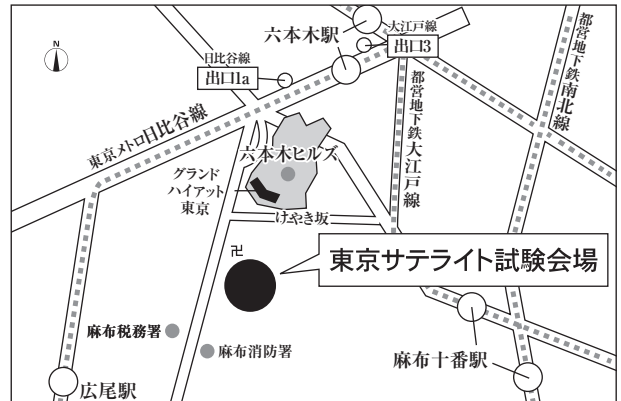 N
六本木駅
大江戸線
出口3
日比谷線
出口1a
都営地下鉄南北線
都営地下鉄大江戸線
東京メトロ日比谷線
六本木ヒルズ
グランド
ハイアット
東京
けやき坂
卍
東京サテライト試験会場
麻布税務署
麻布消防署
麻布十番駅
広尾駅